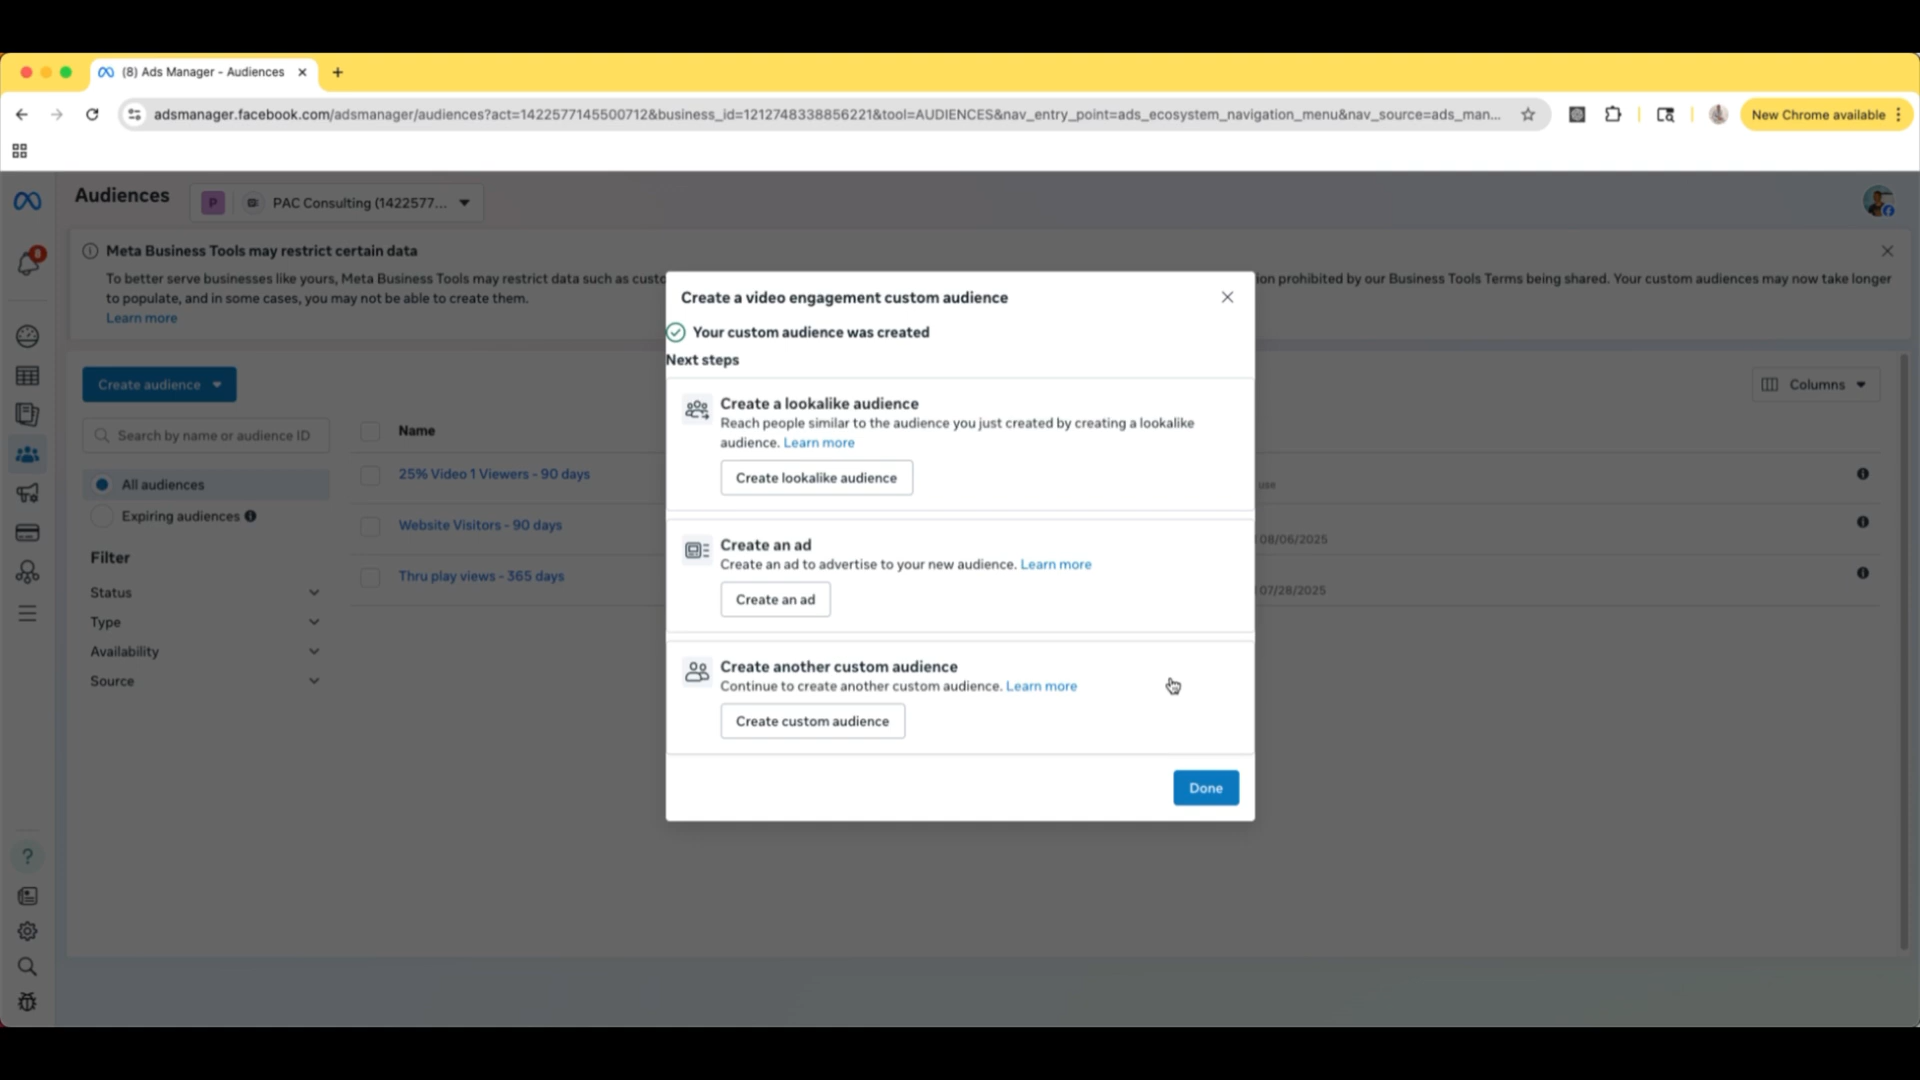 (8) Ads Manager - Audiences
adsmanager.facebook.com/adsmanager/audiences?act=1422577145500712&business_id=1212748338856221&tool=AUDIENCES&nav_entry_point=ads_ecosystem_navigation_menu&nav_source=ads_man...
New Chrome available
Audiences
P
PAC Consulting (1422577...
8
Meta Business Tools may restrict certain data
To better serve businesses like yours, Meta Business Tools may restrict data such as custo
ion prohibited by our Business Tools Terms being shared. Your custom audiences may now take longer
to populate, and in some cases, you may not be able to create them.
Learn more
Create audience
Columns
Search by name or audience ID
Name
All audiences
Expiring audiences
Filter
Status
Type
Availability
Source
25% Video 1 Viewers - 90 days
use
Website Visitors - 90 days
08/06/2025
Thru play views - 365 days
07/28/2025
Create a video engagement custom audience
Your custom audience was created
Next steps
Create a lookalike audience
Reach people similar to the audience you just created by creating a lookalike
audience. Learn more
Create lookalike audience
Create an ad
Create an ad to advertise to your new audience. Learn more
Create an ad
Create another custom audience
Continue to create another custom audience. Learn more
Create custom audience
Done